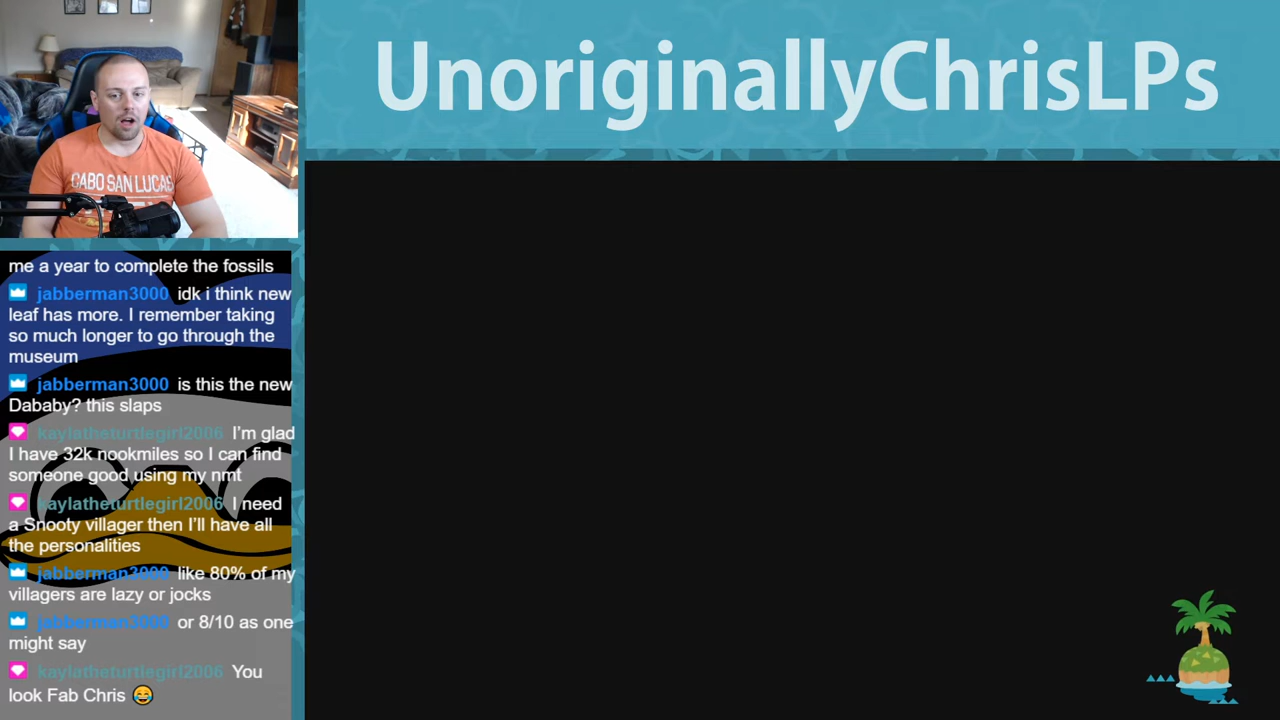 UnoriginallyChrisLPs
CABO SAN LUCAS
me a year to complete the fossils
jabberman3000 idk i think new
leaf has more. I remember taking
so much longer to go through the
museum
jabberman3000 is this the new
Dababy? this slaps
kaylatheturtlegirl2006 I’m glad
I have 32k nookmiles so I can find
someone good using my nmt
kaylatheturtlegirl2006 I need
a Snooty villager then I’ll have all
the personalities
jabberman3000 like 80% of my
villagers are lazy or jocks
jabberman3000 or 8/10 as one
might say
kaylatheturtlegirl2006 You
look Fab Chris 😂